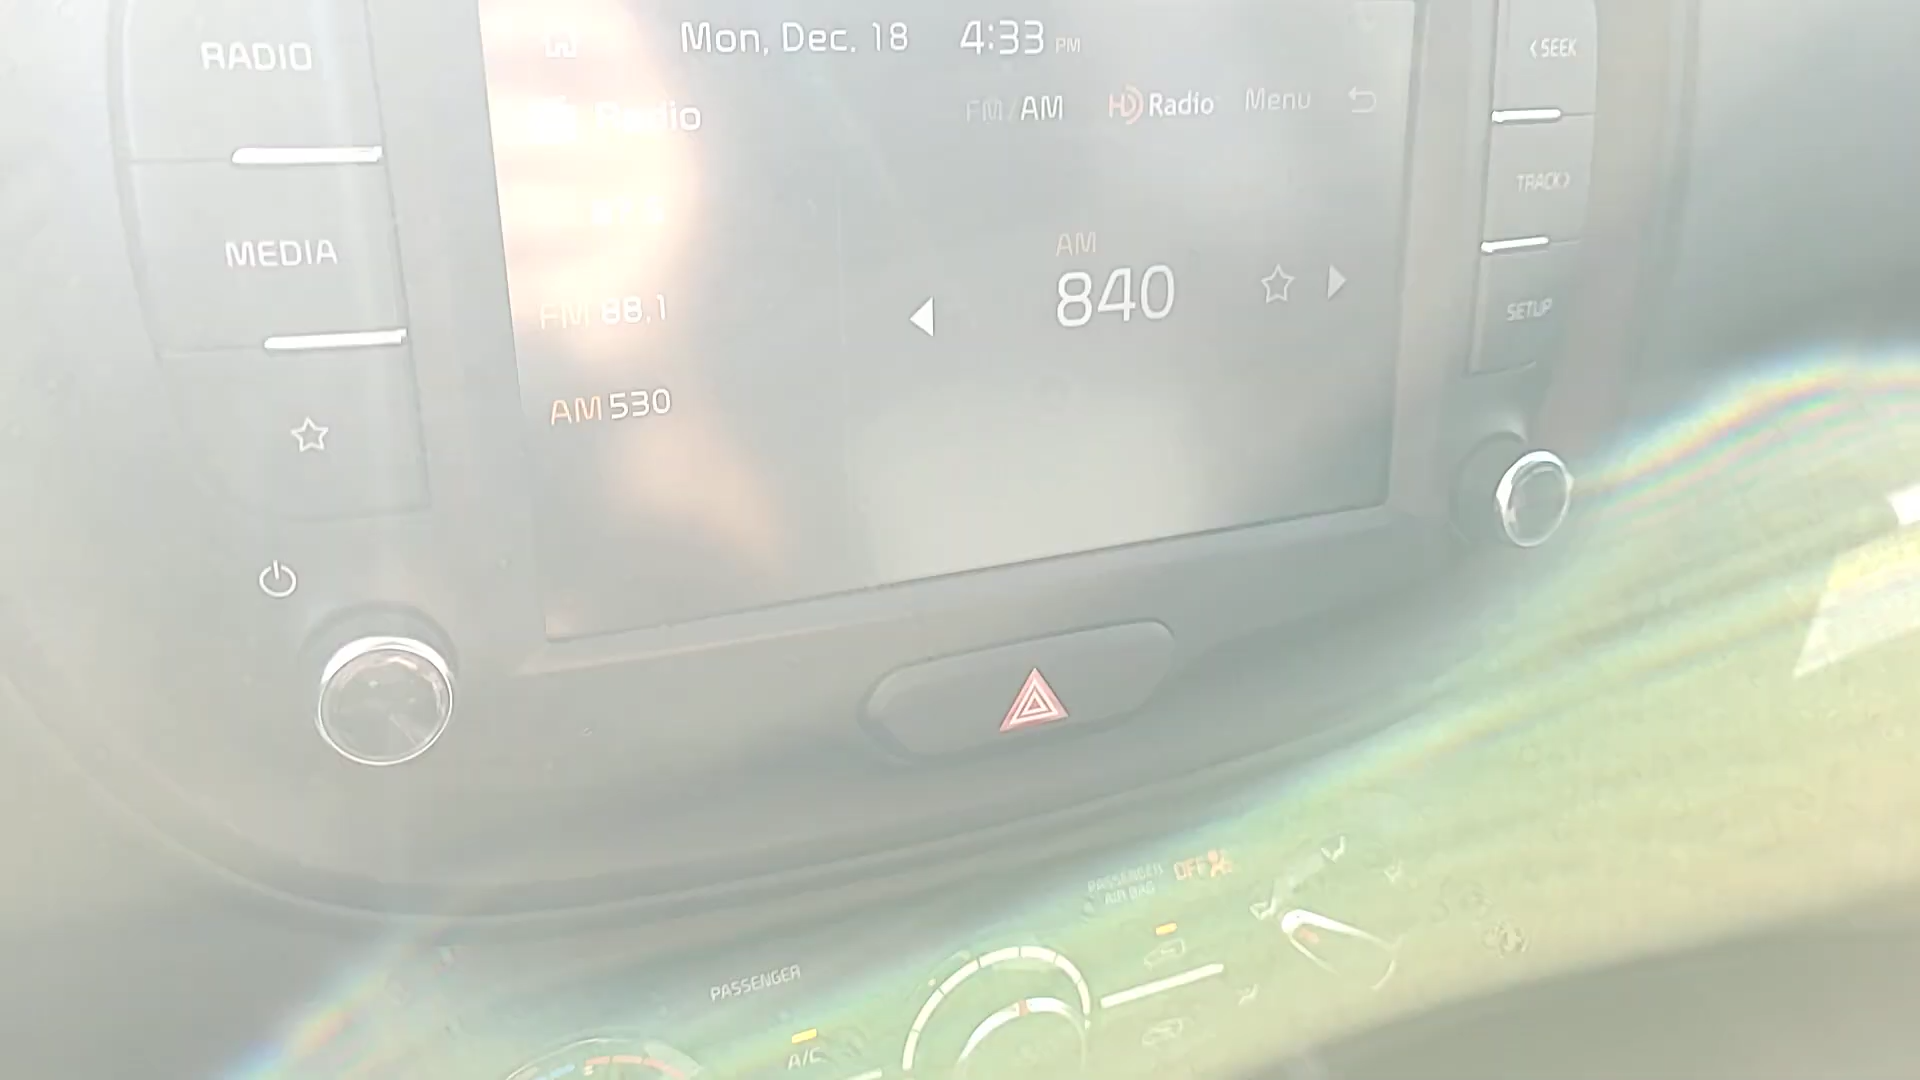 RADIO
Mon, Dec. 18 4:33 PM
< SEEK
Radio FM/AM HD Radio Menu
TRACK >
MEDIA
AM
840
FM 88.1
SETUP
AM 530
PASSENGER
AIR BAG OFF
PASSENGER
A/C